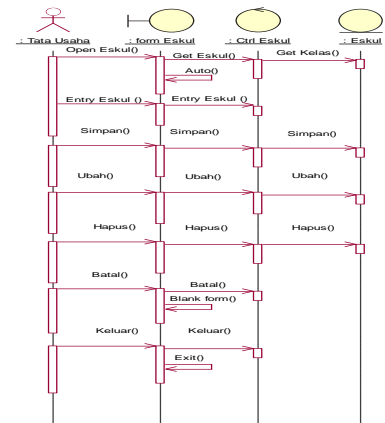 : Tata Usaha
: form Eskul
: Ctrl Eskul
: Eskul
Open Eskul()
Get Eskul()
Get Kelas()
Auto()
Entry Eskul ()
Entry Eskul ()
Simpan()
Simpan()
Simpan()
Ubah()
Ubah()
Ubah()
Hapus()
Hapus()
Hapus()
Batal()
Batal()
Blank form()
Keluar()
Keluar()
Exit()